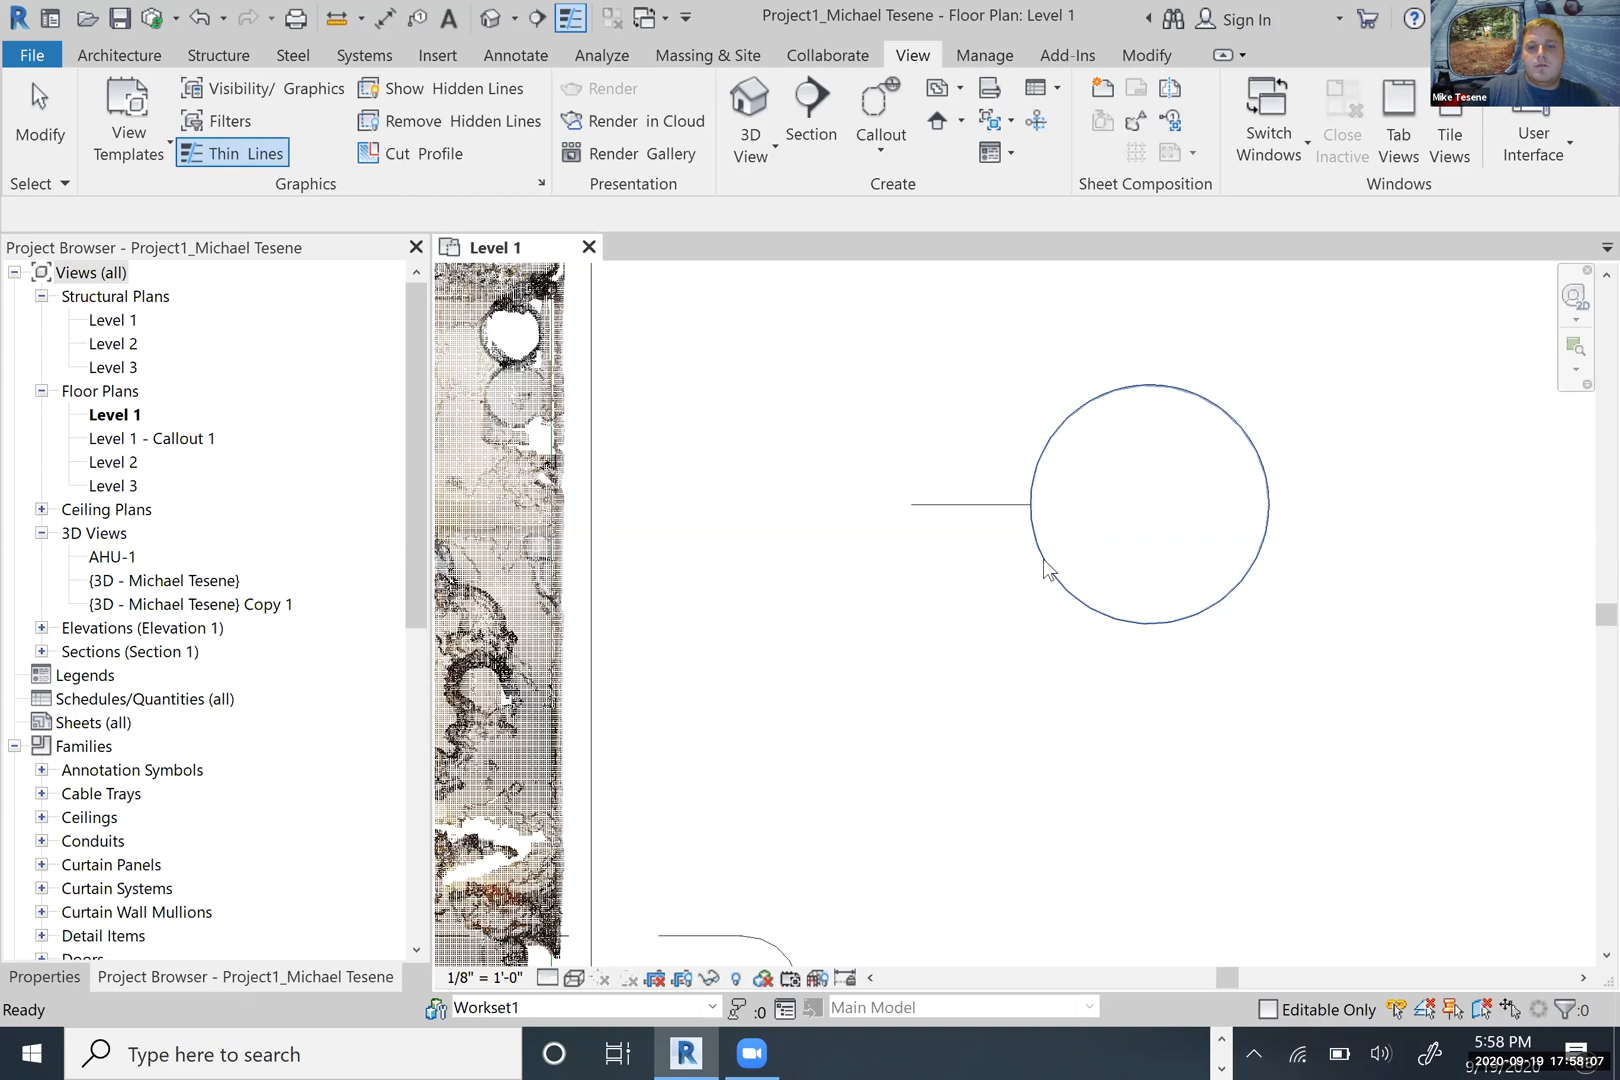 Project1_Michael Tesene - Floor Plan: Level 1
Sign In
File Architecture Structure Steel Systems Insert Annotate Analyze Massing & Site Collaborate View Manage Add-Ins Modify
Mike Tesene
Modify
View Templates
Visibility/ Graphics
Filters
Thin Lines
Show Hidden Lines
Remove Hidden Lines
Cut Profile
Render
Render in Cloud
Render Gallery
3D View
Section
Callout
Switch Windows
Close Inactive
Tab Views
Tile Views
User Interface
Select Graphics Presentation Create Sheet Composition Windows
Project Browser - Project1_Michael Tesene
Level 1
Views (all)
Structural Plans
Level 1
Level 2
Level 3
Floor Plans
Level 1
Level 1 - Callout 1
Level 2
Level 3
Ceiling Plans
3D Views
AHU-1
{3D - Michael Tesene}
{3D - Michael Tesene} Copy 1
Elevations (Elevation 1)
Sections (Section 1)
Legends
Schedules/Quantities (all)
Sheets (all)
Families
Annotation Symbols
Cable Trays
Ceilings
Conduits
Curtain Panels
Curtain Systems
Curtain Wall Mullions
Detail Items
Doors
2D
Properties Project Browser - Project1_Michael Tesene
1/8" = 1'-0"
Ready
Workset1
:0
Main Model
Editable Only
:0
Type here to search
5:58 PM
9/19/2020
2020-09-19 17:58:07